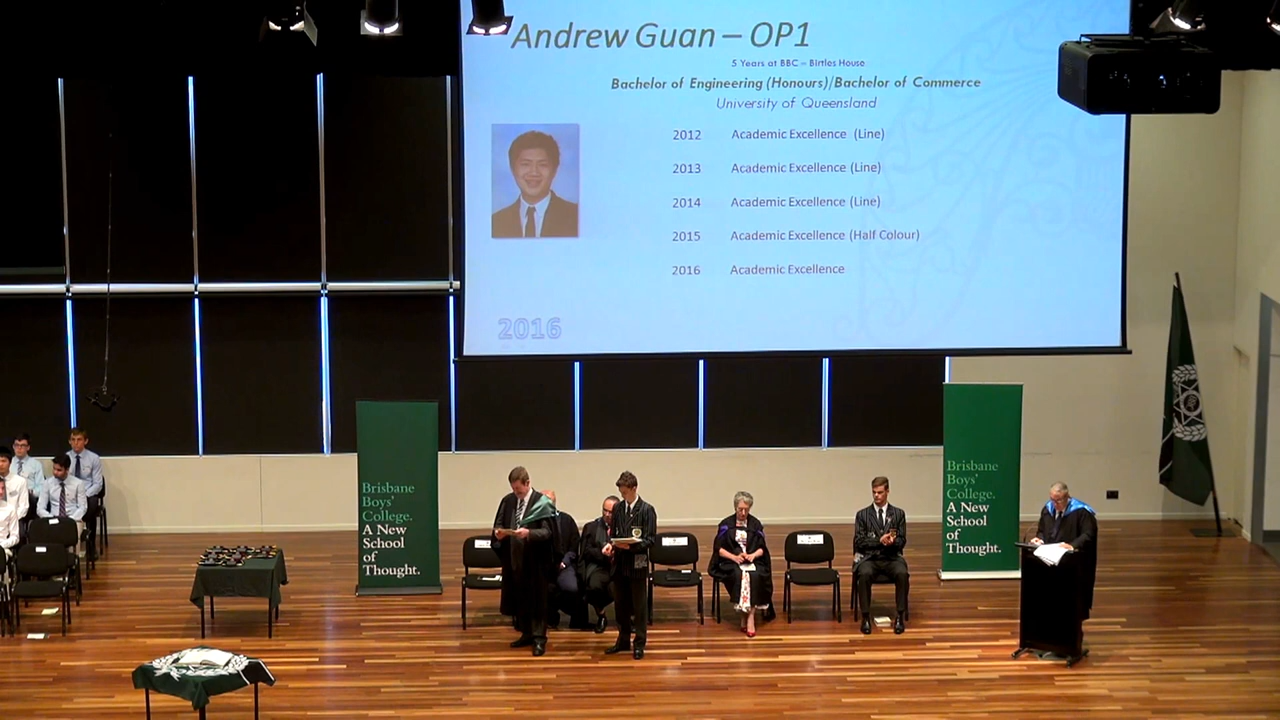 Andrew Guan – OP1
5 Years at BBC – Birtles House
Bachelor of Engineering (Honours)/Bachelor of Commerce
University of Queensland
2012 Academic Excellence (Line)
2013 Academic Excellence (Line)
2014 Academic Excellence (Line)
2015 Academic Excellence (Half Colour)
2016 Academic Excellence
2016
Brisbane
Boys'
College.
A New
School
of
Thought.
Brisbane
Boys'
College.
A New
School
of
Thought.